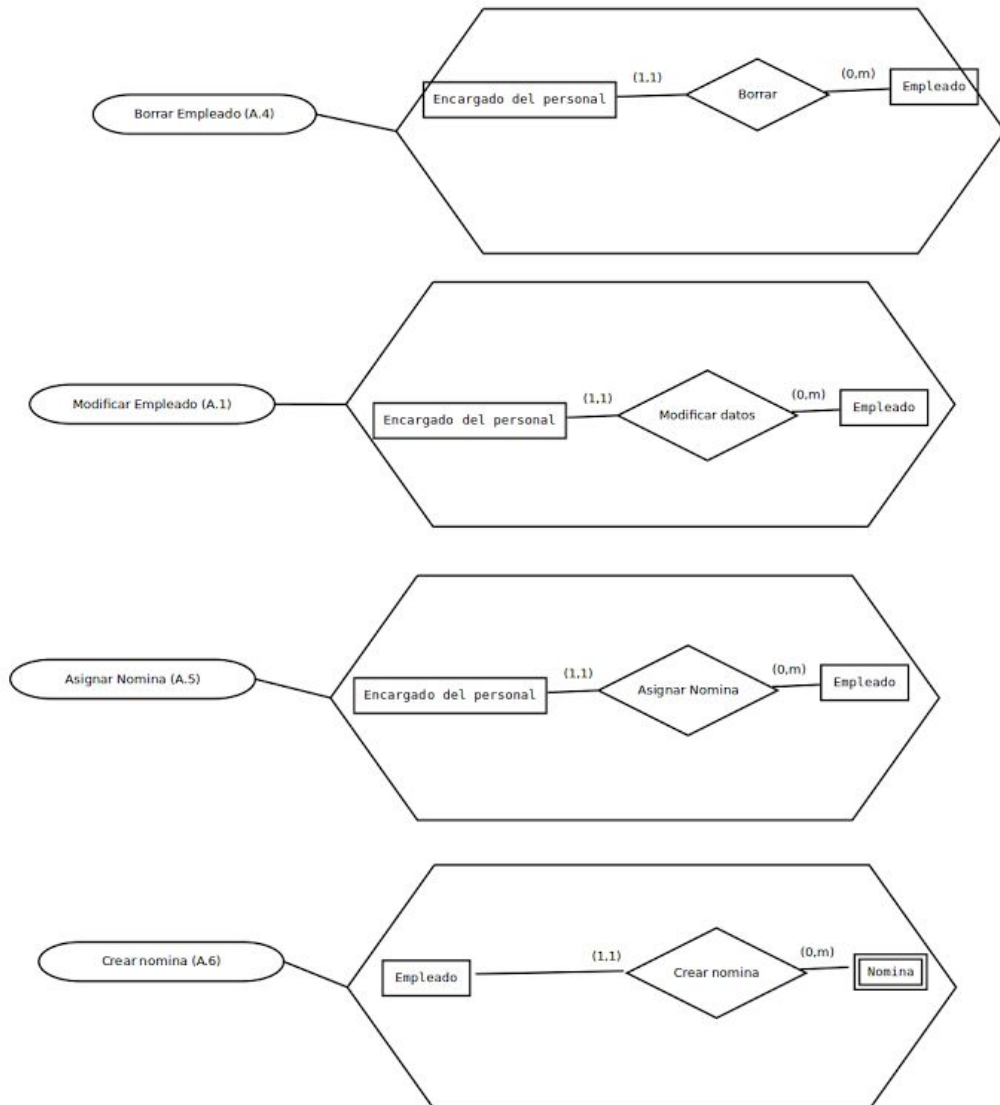 (1,1)
(0,m)
Encargado del personal
Borrar
Empleado
Borrar Empleado (A.4)
Modificar Empleado (A.1)
(1,1)
(0,m)
Encargado del personal
Modificar datos
Empleado
Asignar Nomina (A.5)
(1,1)
(0,m)
Encargado del personal
Asignar Nomina
Empleado
Crear nomina (A.6)
(1,1)
(0,m)
Empleado
Crear nomina
Nomina